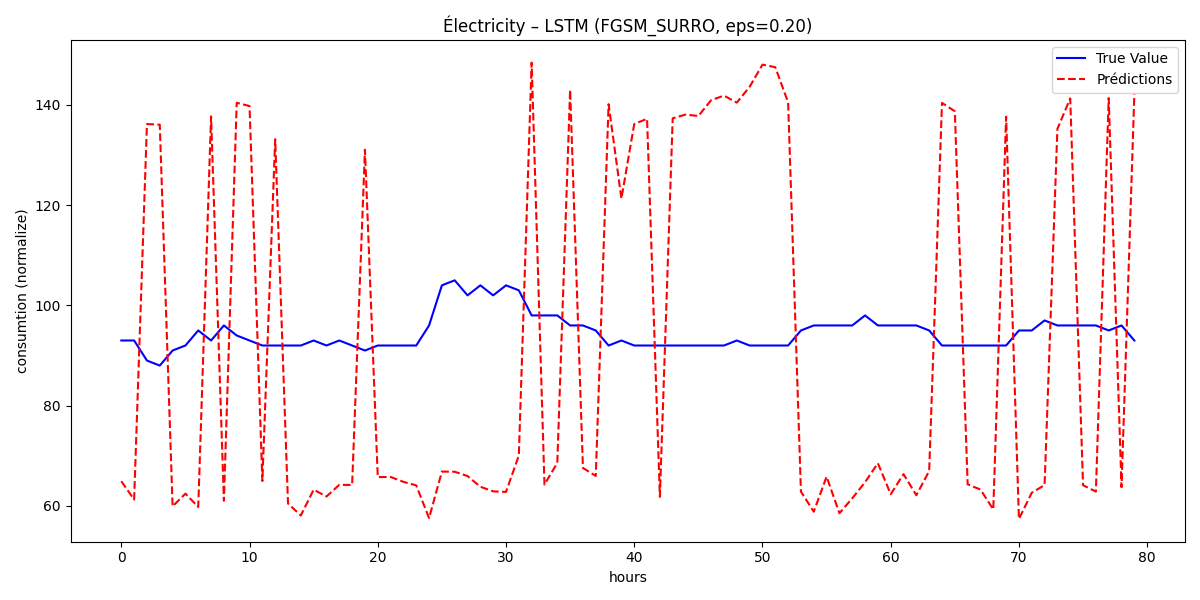 Électricity – LSTM (FGSM_SURRO, eps=0.20)
True Value
Prédictions
140
120
100
80
60
consumtion (normalize)
0 10 20 30 40 50 60 70 80
hours